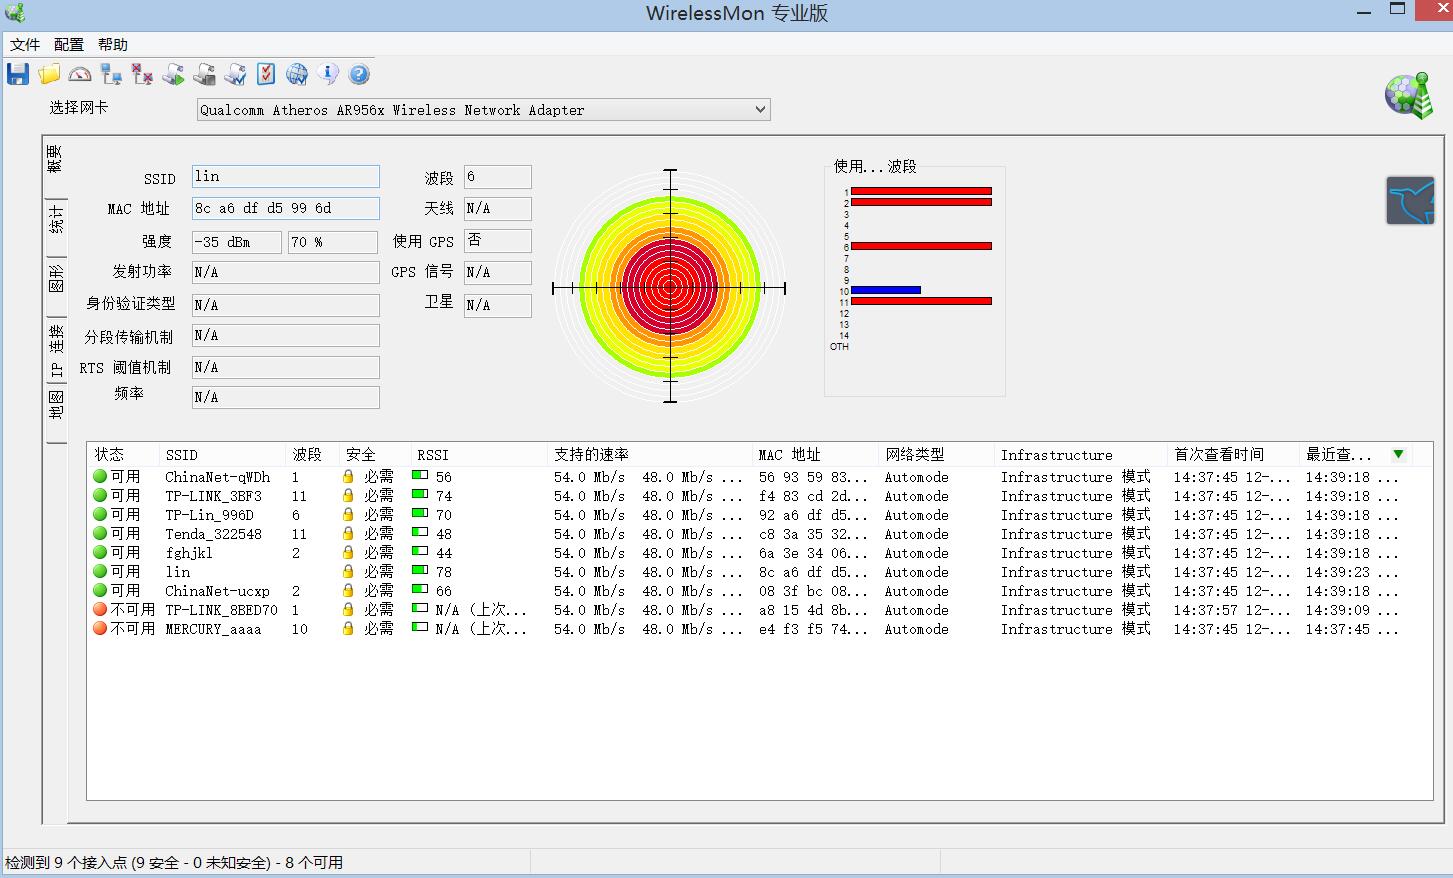 WirelessMon 专业版
文件 配置 帮助
选择网卡 Qualcomm Atheros AR956x Wireless Network Adapter
概要
统计
图形
IP 连接
地图
SSID lin
MAC 地址 8c a6 df d5 99 6d
强度 -35 dBm 70 %
发射功率 N/A
身份验证类型 N/A
分段传输机制 N/A
RTS 阈值机制 N/A
频率 N/A
波段 6
天线 N/A
使用 GPS 否
GPS 信号 N/A
卫星 N/A
使用... 波段
1
2
3
4
5
6
7
8
9
10
11
12
13
14
OTH
状态 SSID 波段 安全 RSSI 支持的速率 MAC 地址 网络类型 Infrastructure 首次查看时间 最近查...
可用 ChinaNet-qWDh 1 必需 56 54.0 Mb/s 48.0 Mb/s ... 56 93 59 83... Automode Infrastructure 模式 14:37:45 12-... 14:39:18 ...
可用 TP-LINK_3BF3 11 必需 74 54.0 Mb/s 48.0 Mb/s ... f4 83 cd 2d... Automode Infrastructure 模式 14:37:45 12-... 14:39:18 ...
可用 TP-Lin_996D 6 必需 70 54.0 Mb/s 48.0 Mb/s ... 92 a6 df d5... Automode Infrastructure 模式 14:37:45 12-... 14:39:18 ...
可用 Tenda_322548 11 必需 48 54.0 Mb/s 48.0 Mb/s ... c8 3a 35 32... Automode Infrastructure 模式 14:37:45 12-... 14:39:18 ...
可用 fghjkl 2 必需 44 54.0 Mb/s 48.0 Mb/s ... 6a 3e 34 06... Automode Infrastructure 模式 14:37:45 12-... 14:39:18 ...
可用 lin 必需 78 54.0 Mb/s 48.0 Mb/s ... 8c a6 df d5... Automode Infrastructure 模式 14:37:45 12-... 14:39:23 ...
可用 ChinaNet-ucxp 2 必需 66 54.0 Mb/s 48.0 Mb/s ... 08 3f bc 08... Automode Infrastructure 模式 14:37:45 12-... 14:39:18 ...
不可用 TP-LINK_8BED70 1 必需 N/A (上次... 54.0 Mb/s 48.0 Mb/s ... a8 15 4d 8b... Automode Infrastructure 模式 14:37:57 12-... 14:39:09 ...
不可用 MERCURY_aaaa 10 必需 N/A (上次... 54.0 Mb/s 48.0 Mb/s ... e4 f3 f5 74... Automode Infrastructure 模式 14:37:45 12-... 14:37:45 ...
检测到 9 个接入点 (9 安全 - 0 未知安全) - 8 个可用